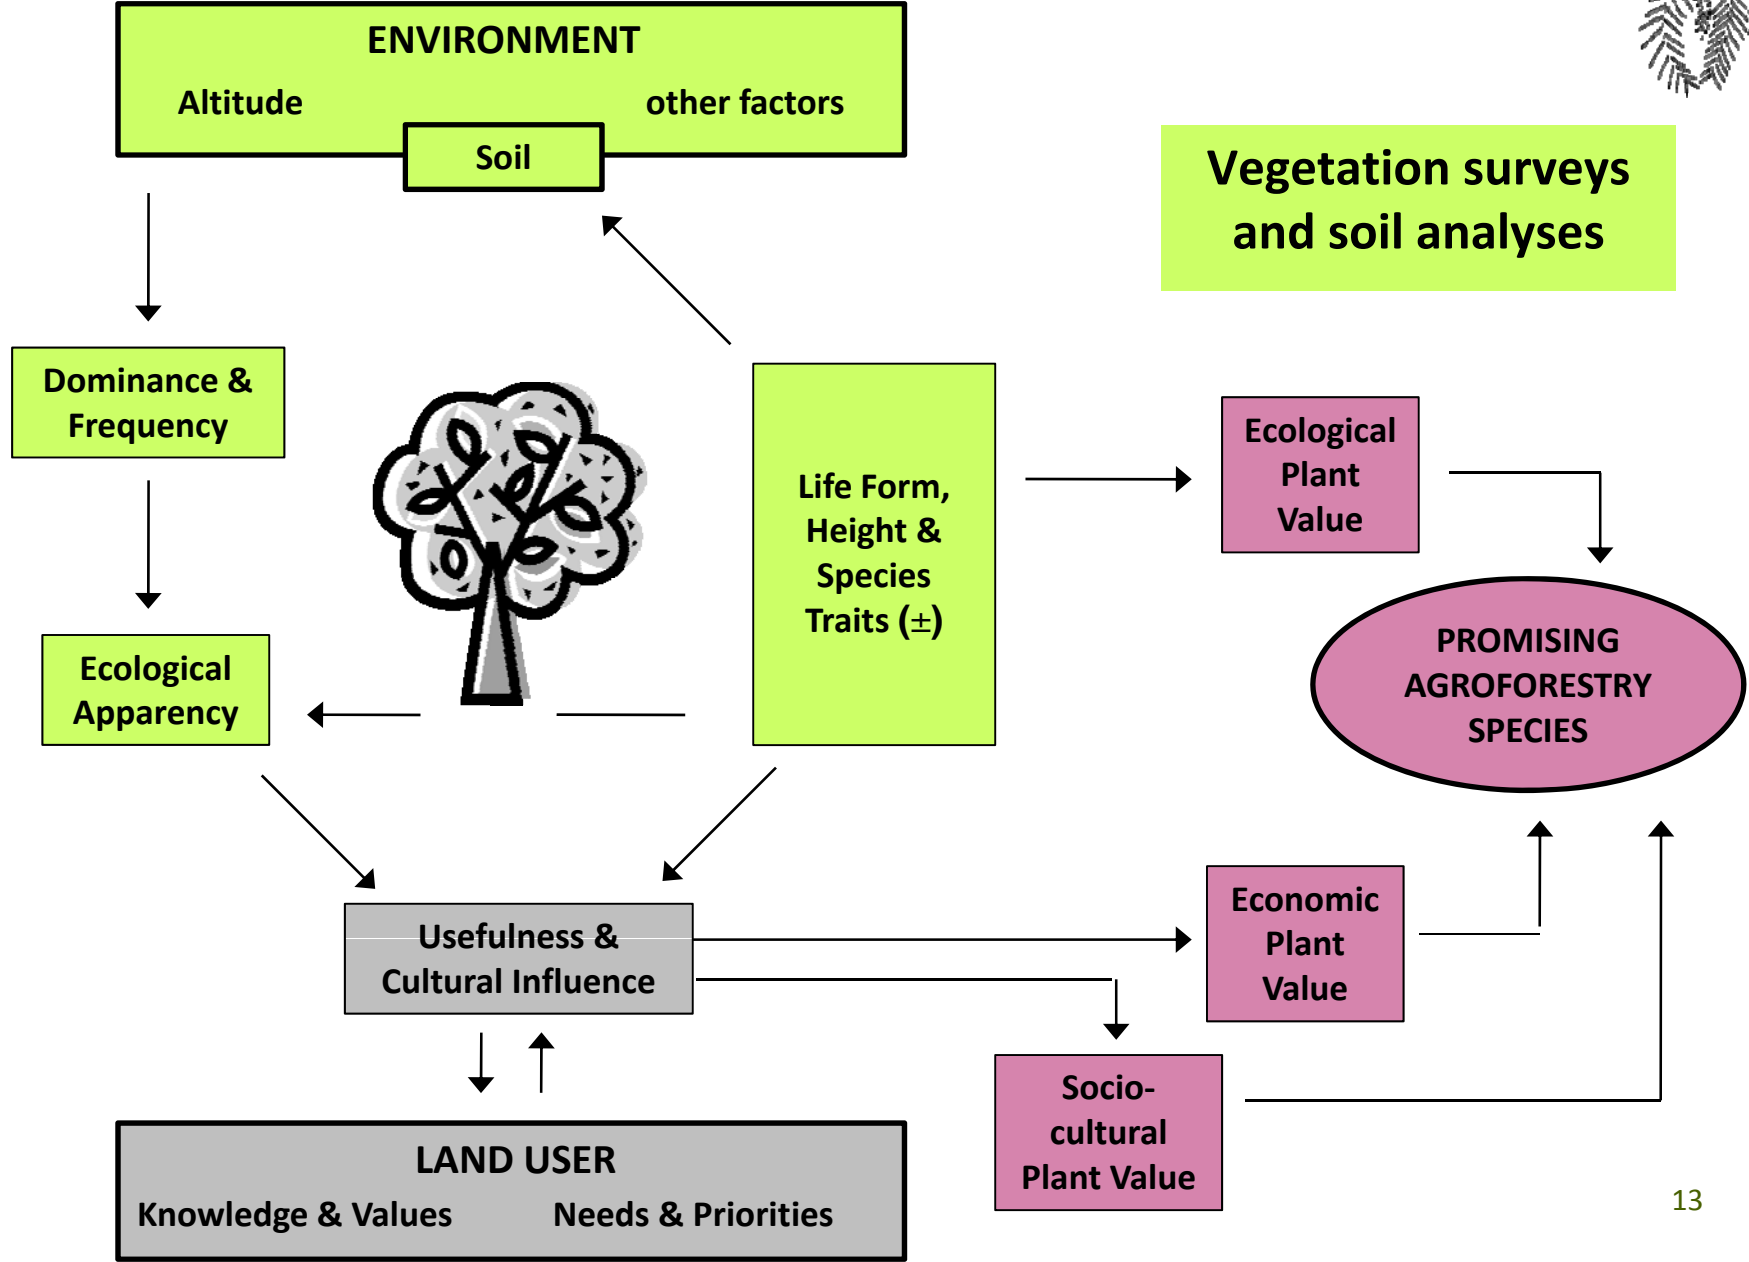 ENVIRONMENT
Altitude
other factors
Soil
Vegetation surveys
and soil analyses
Dominance &
Frequency
Life Form,
Height &
Species
Traits (±)
Ecological
Plant
Value
Ecological
Apparency
PROMISING
AGROFORESTRY
SPECIES
Usefulness &
Cultural Influence
Economic
Plant
Value
Socio-
cultural
Plant Value
LAND USER
Knowledge & Values
Needs & Priorities
13